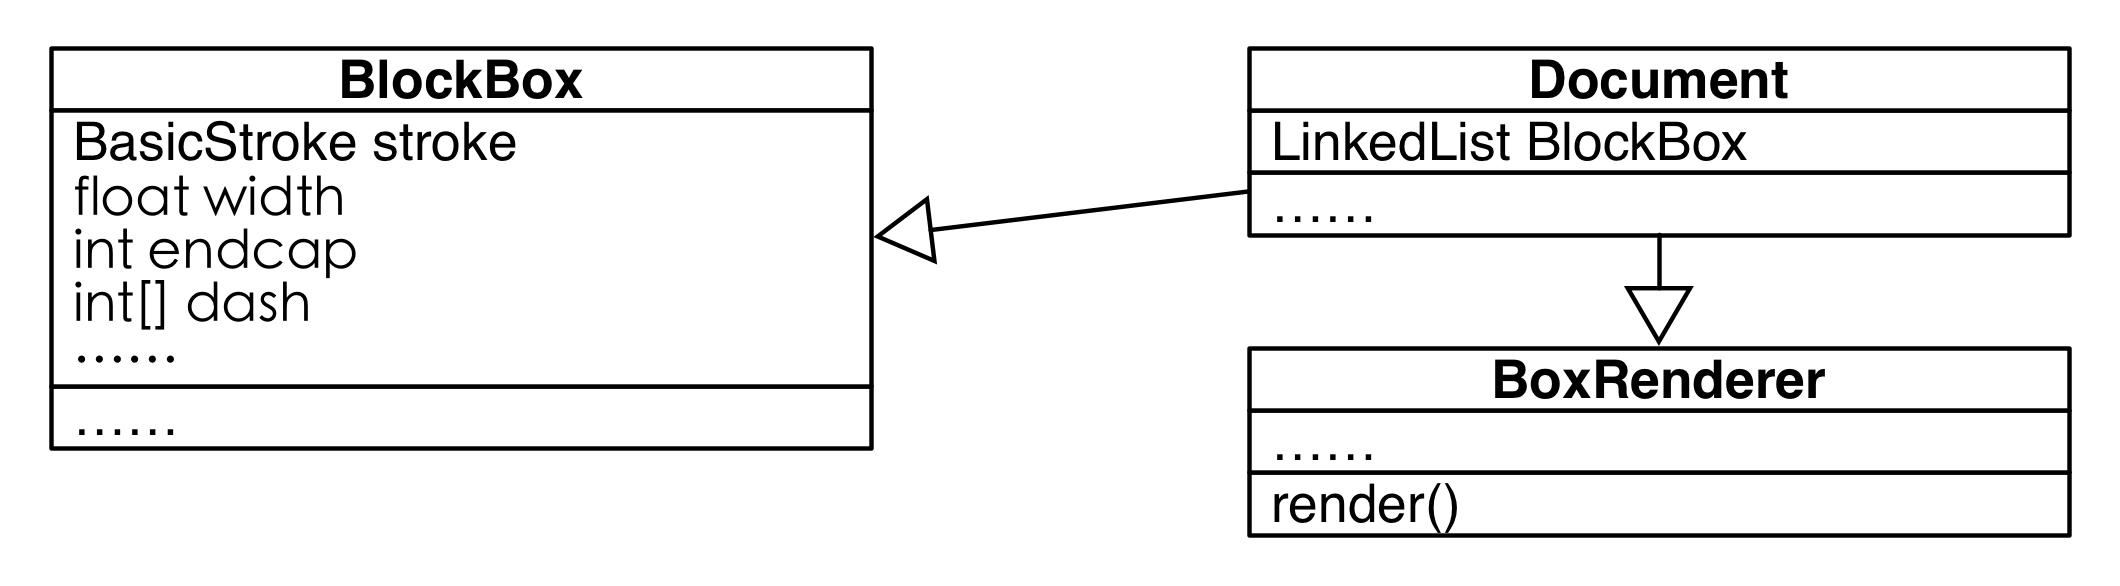 BlockBox
BasicStroke stroke
float width
int endcap
int[] dash
······
......
Document
LinkedList BlockBox
......
BoxRenderer
......
render()